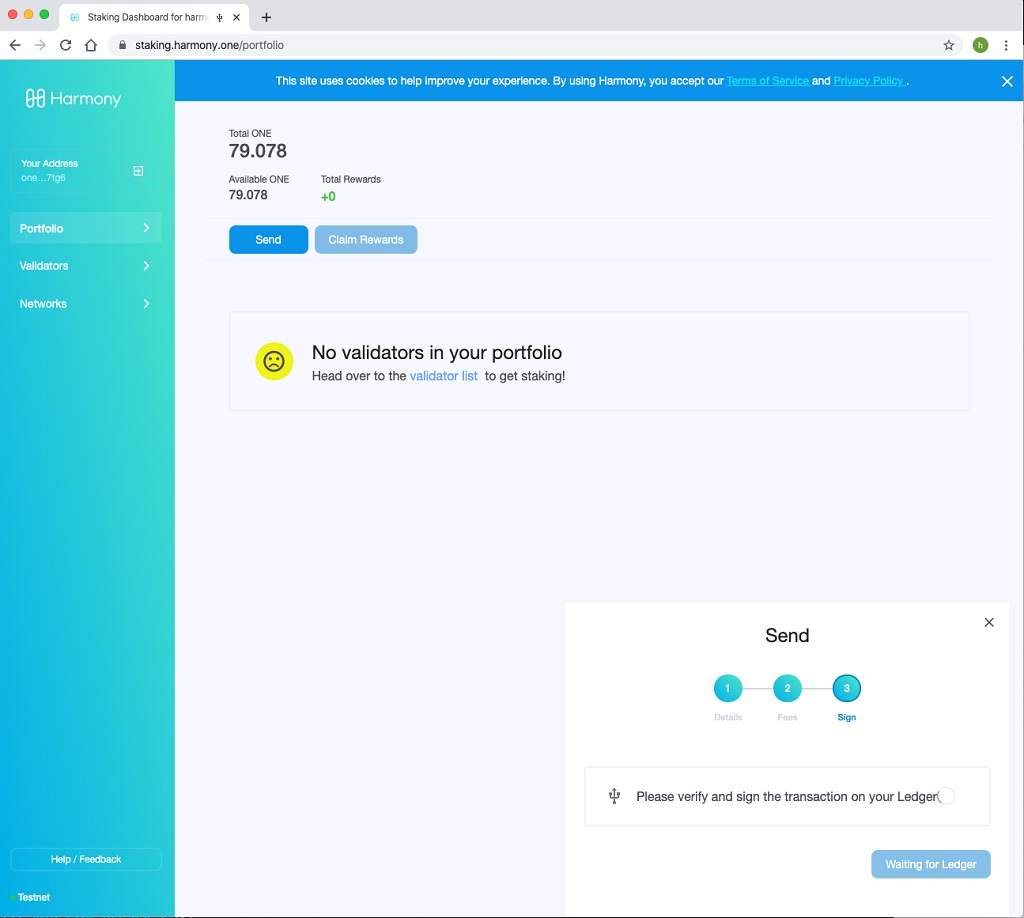 Staking Dashboard for harm
staking.harmony.one/portfolio
h
Harmony
This site uses cookies to help improve your experience. By using Harmony, you accept our Terms of Service and Privacy Policy .
Your Address
one...7tg6
Portfolio
Validators
Networks
Total ONE
79.078
Available ONE Total Rewards
79.078 +0
Send Claim Rewards
No validators in your portfolio
Head over to the validator list to get staking!
Send
1 2 3
Details Fees Sign
Please verify and sign the transaction on your Ledger
Waiting for Ledger
Help / Feedback
Testnet